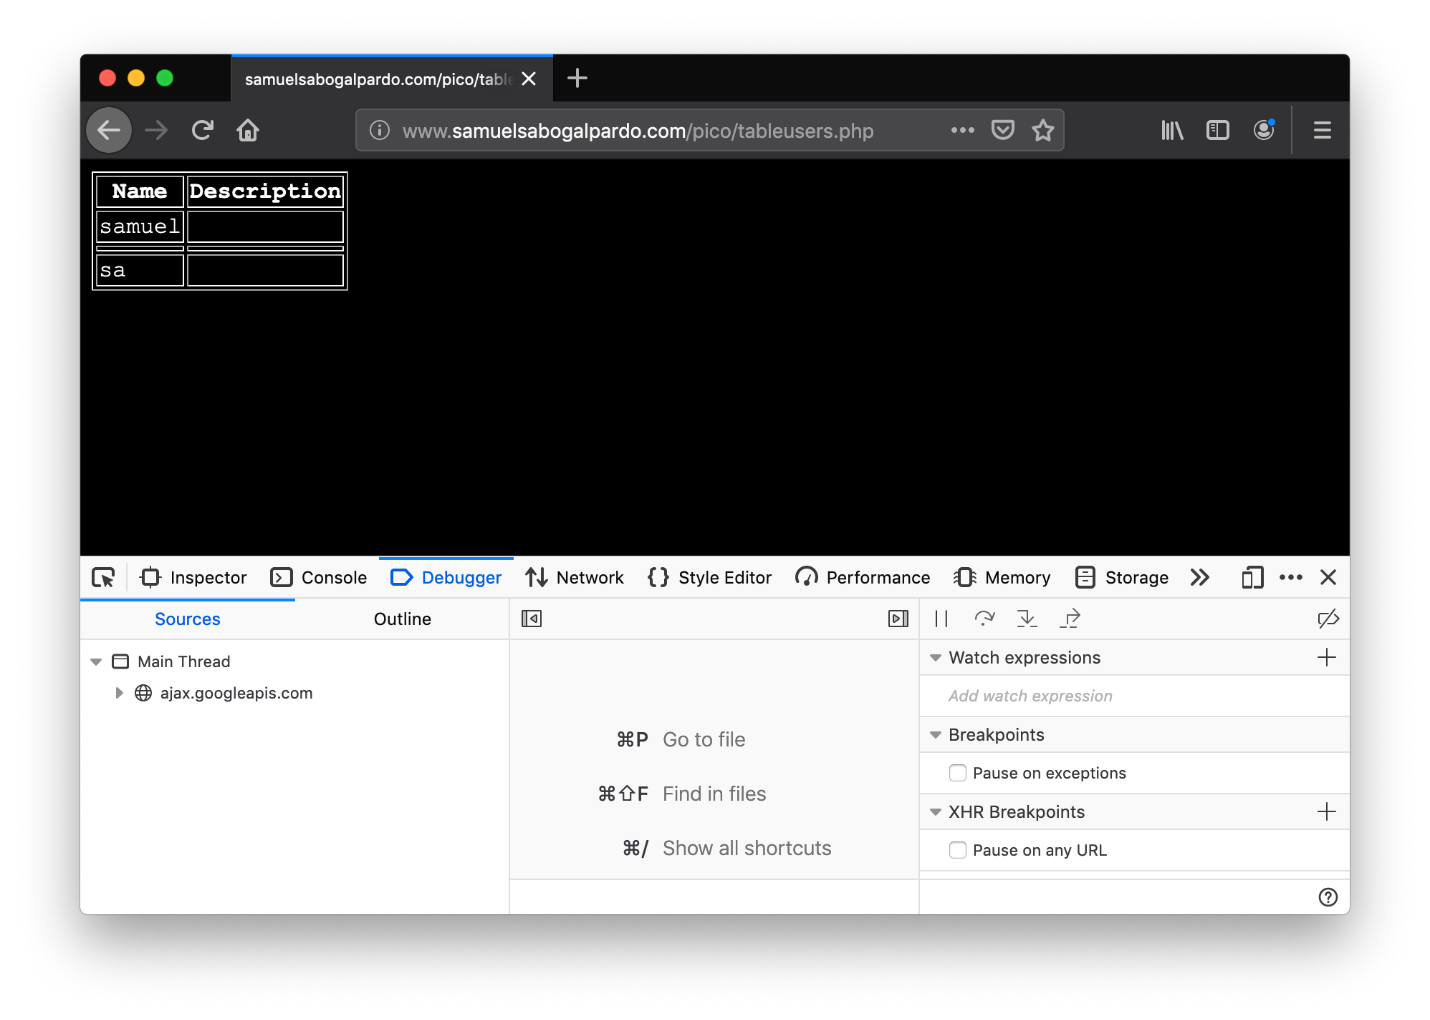 samuelsabogalpardo.com/pico/table
www.samuelsabogalpardo.com/pico/tableusers.php
Name Description
samuel
sa
Inspector Console Debugger Network Style Editor Performance Memory Storage
Sources Outline
Main Thread
ajax.googleapis.com
⌘P Go to file
⌘⇧F Find in files
⌘/ Show all shortcuts
Watch expressions
Add watch expression
Breakpoints
Pause on exceptions
XHR Breakpoints
Pause on any URL